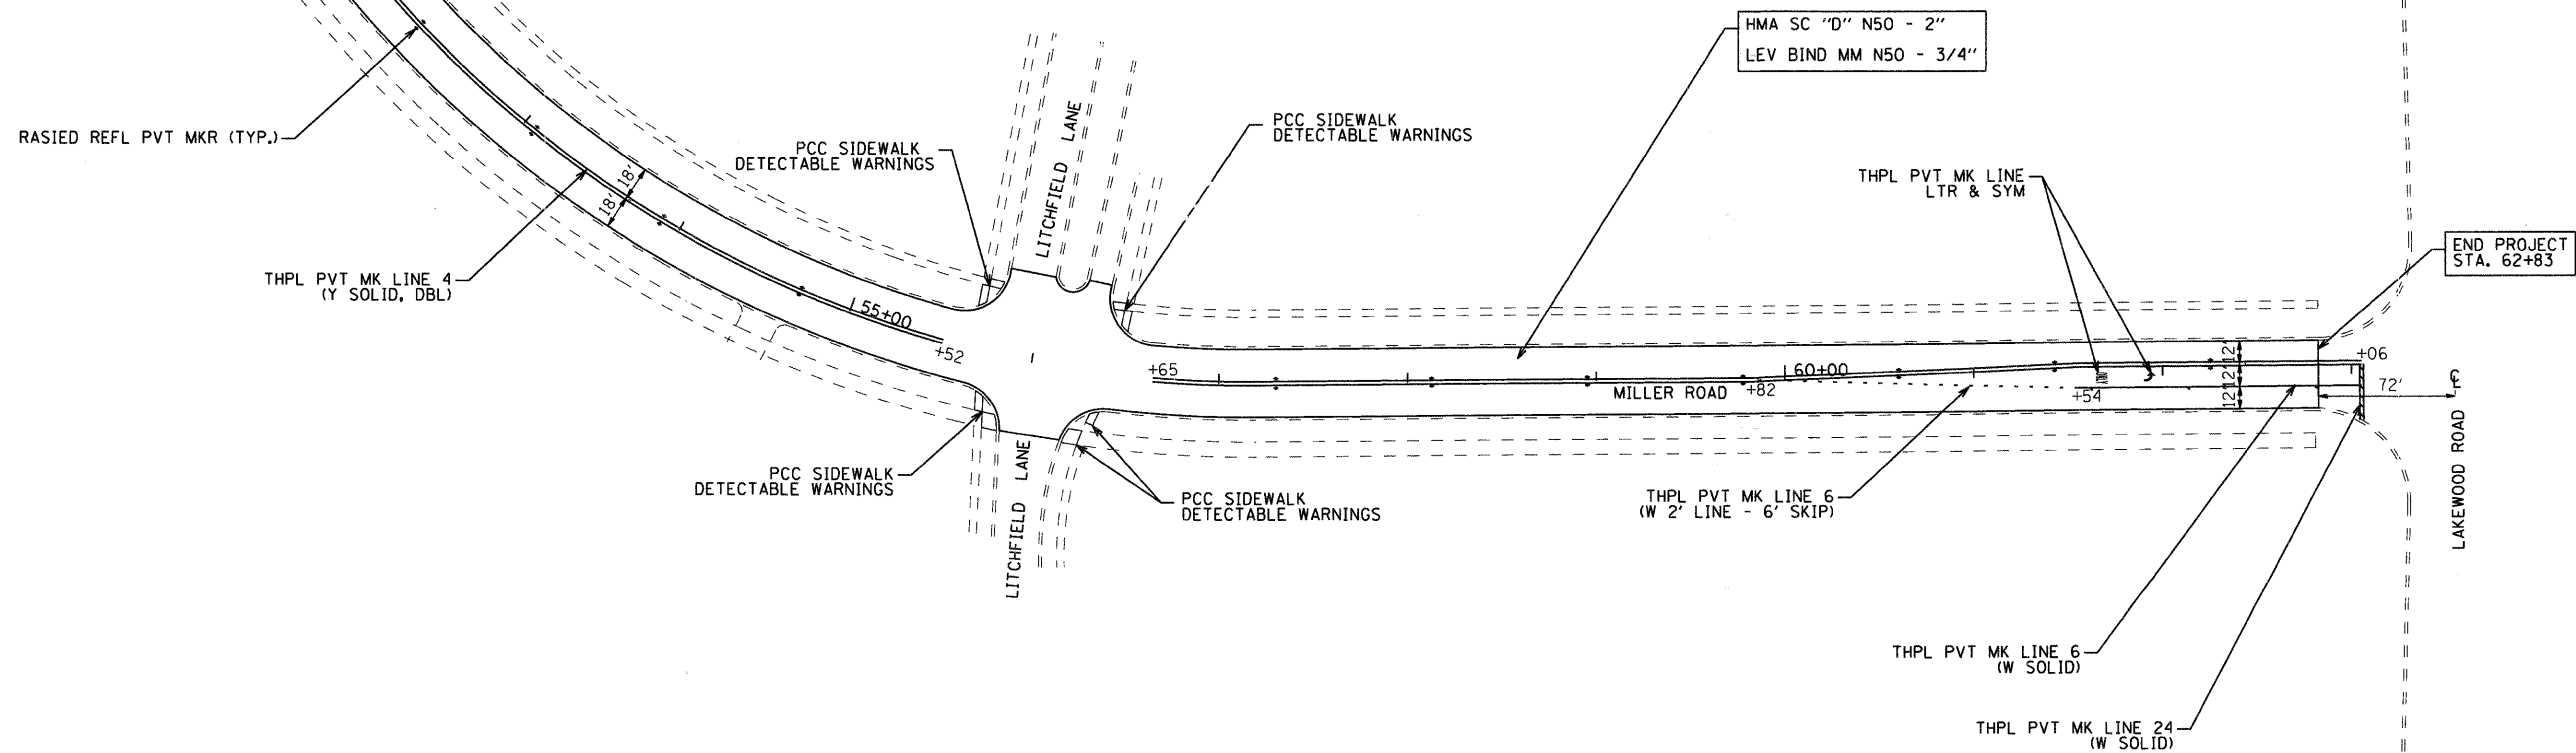 HMA SC "D" N50 - 2"
LEV BIND MM N50 - 3/4"
RASIED REFL PVT MKR (TYP.)
PCC SIDEWALK
DETECTABLE WARNINGS
LITCHFIELD LANE
PCC SIDEWALK
DETECTABLE WARNINGS
THPL PVT MK LINE
LTR & SYM
18'
18'
END PROJECT
STA. 62+83
THPL PVT MK LINE 4
(Y SOLID, DBL)
55+00
+52
+65
60+00
+82
MILLER ROAD
+54
ONLY
12'
12'
12'
+06
72'
CL
LAKEWOOD ROAD
PCC SIDEWALK
DETECTABLE WARNINGS
LITCHFIELD LANE
PCC SIDEWALK
DETECTABLE WARNINGS
THPL PVT MK LINE 6
(W 2' LINE - 6' SKIP)
THPL PVT MK LINE 6
(W SOLID)
THPL PVT MK LINE 24
(W SOLID)